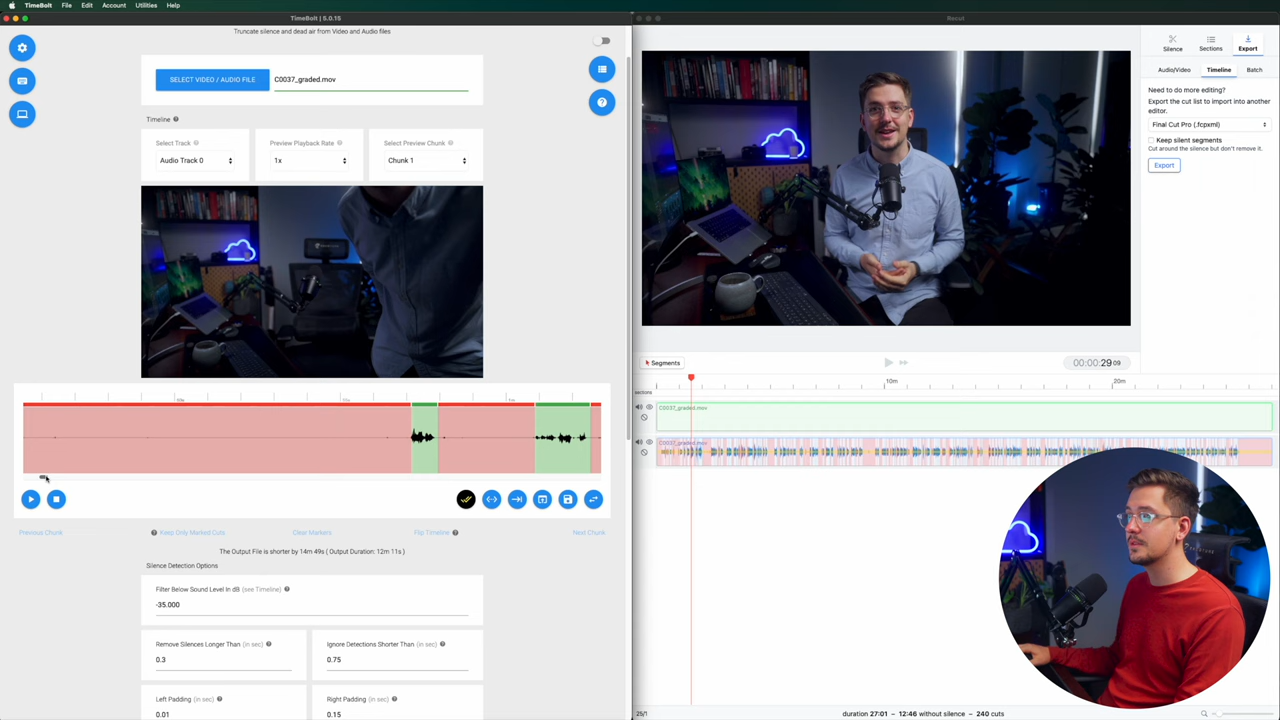 TimeBolt File Edit Account Utilities Help
TimeBolt | 5.0.15
Truncate silence and dead air from Video and Audio files
SELECT VIDEO / AUDIO FILE C0037_graded.mov
Timeline
Select Track
Audio Track 0
Preview Playback Rate
1x
Select Preview Chunk
Chunk 1
Previous Chunk
Keep Only Marked Cuts
Clear Markers
Flip Timeline
Next Chunk
The Output File is shorter by 14m 49s ( Output Duration: 12m 11s )
Silence Detection Options
Filter Below Sound Level In dB (see Timeline)
-35.000
Remove Silences Longer Than (in sec)
0.3
Ignore Detections Shorter Than (in sec)
0.75
Left Padding (in sec)
0.01
Right Padding (in sec)
0.15
Recut
Silence
Sections
Export
Audio/Video
Timeline
Batch
Need to do more editing?
Export the cut list to import into another
editor.
Final Cut Pro (.fcpxml)
Keep silent segments
Cut around the silence but don't remove it.
Export
Segments
00:00:29 09
10m
20m
sections
C0037_graded.mov
C0037_graded.mov
25/1
duration 27:01 – 12:46 without silence – 240 cuts